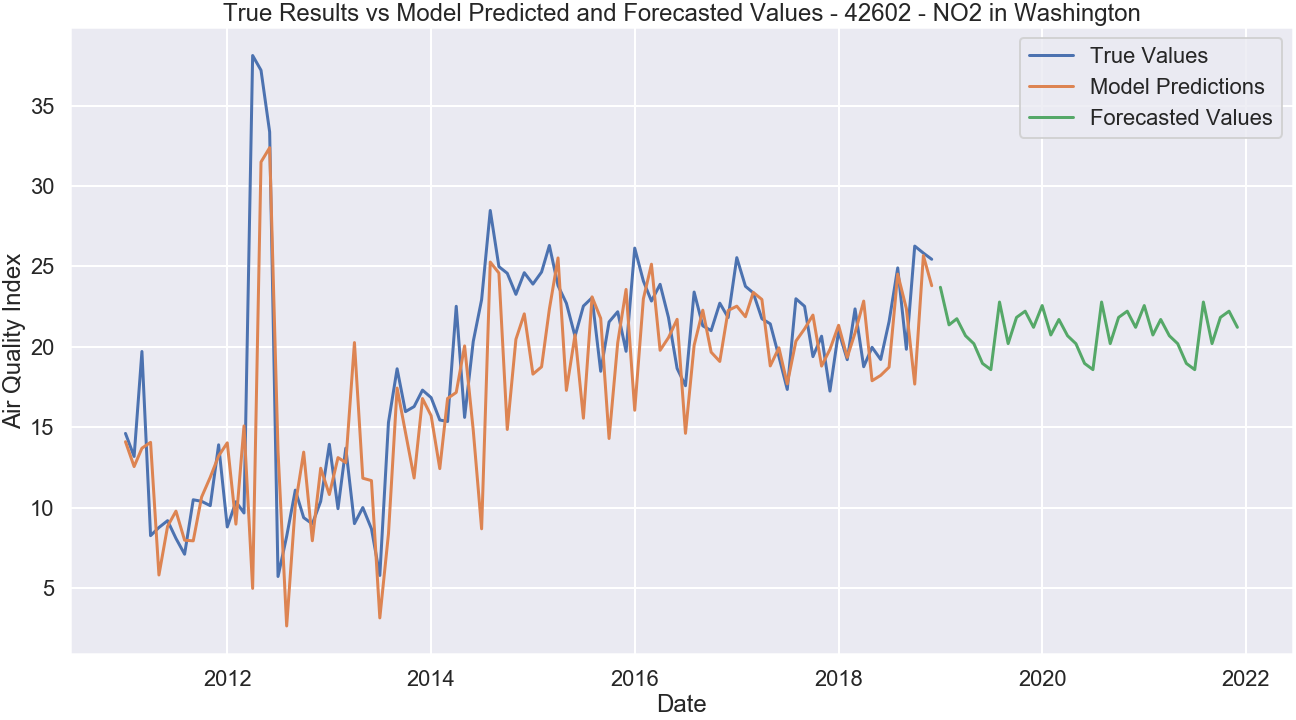 True Results vs Model Predicted and Forecasted Values - 42602 - NO2 in Washington
True Values
Model Predictions
Forecasted Values
Air Quality Index
35
30
25
20
15
10
5
2012 2014 2016 2018 2020 2022
Date